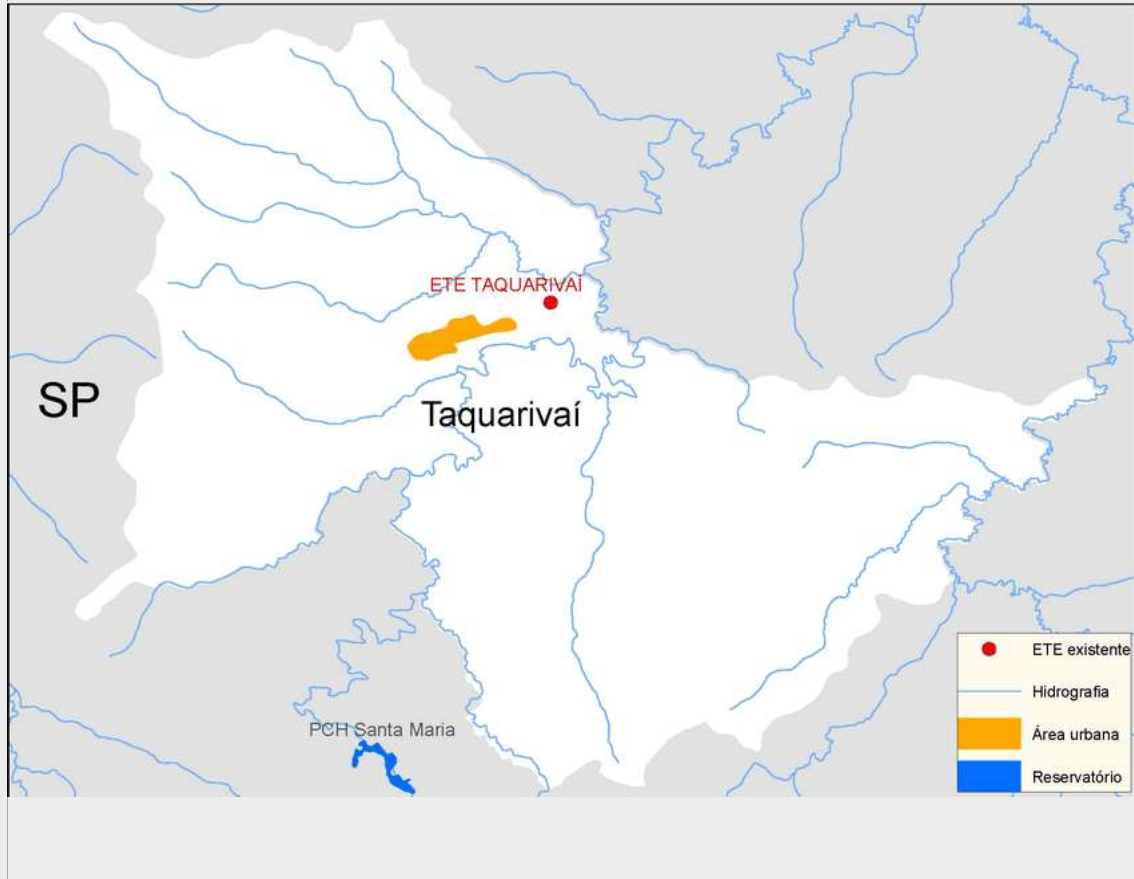 ETE TAQUARIVAÍ
SP
Taquarivaí
PCH Santa Maria
ETE existente
Hidrografia
Área urbana
Reservatório